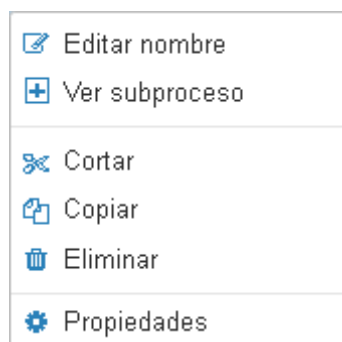 Editar nombre
Ver subproceso
Cortar
Copiar
Eliminar
Propiedades